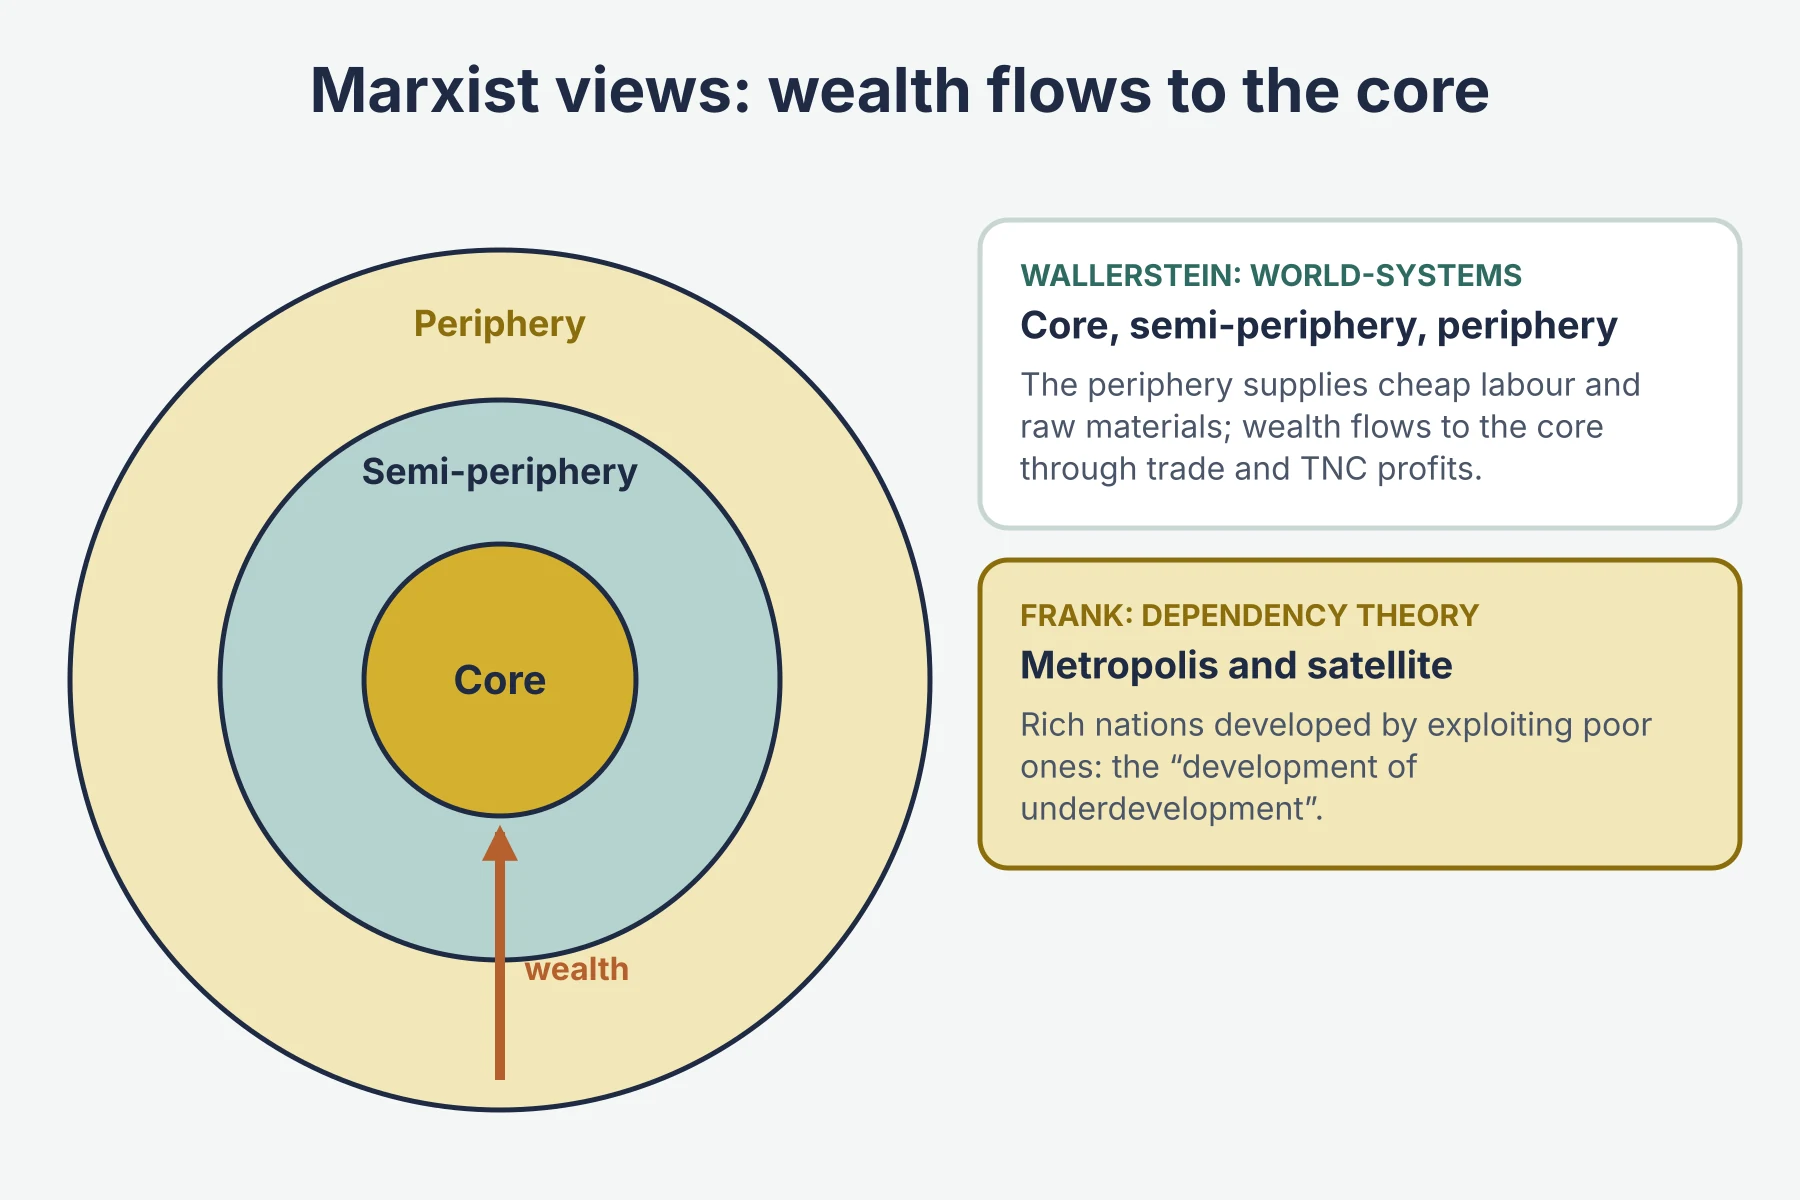 Marxist views: wealth flows to the core
Periphery
Semi-periphery
Core
wealth
WALLERSTEIN: WORLD-SYSTEMS
Core, semi-periphery, periphery
The periphery supplies cheap labour and
raw materials; wealth flows to the core
through trade and TNC profits.
FRANK: DEPENDENCY THEORY
Metropolis and satellite
Rich nations developed by exploiting poor
ones: the “development of
underdevelopment”.